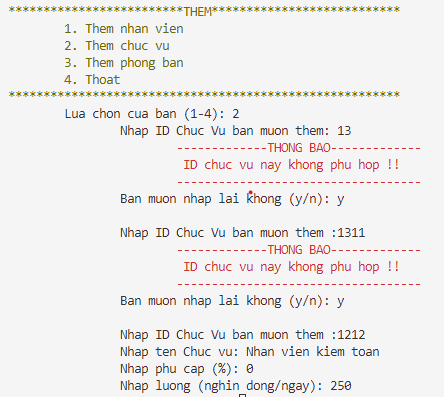 *************************THEM***************************
1. Them nhan vien
2. Them chuc vu
3. Them phong ban
4. Thoat
********************************************************
Lua chon cua ban (1-4): 2
Nhap ID Chuc Vu ban muon them: 13
-------------THONG BAO-------------
ID chuc vu nay khong phu hop !!
-----------------------------------
Ban muon nhap lai khong (y/n): y
Nhap ID Chuc Vu ban muon them :1311
-------------THONG BAO-------------
ID chuc vu nay khong phu hop !!
-----------------------------------
Ban muon nhap lai khong (y/n): y
Nhap ID Chuc Vu ban muon them :1212
Nhap ten Chuc vu: Nhan vien kiem toan
Nhap phu cap (%): 0
Nhap luong (nghin dong/ngay): 250